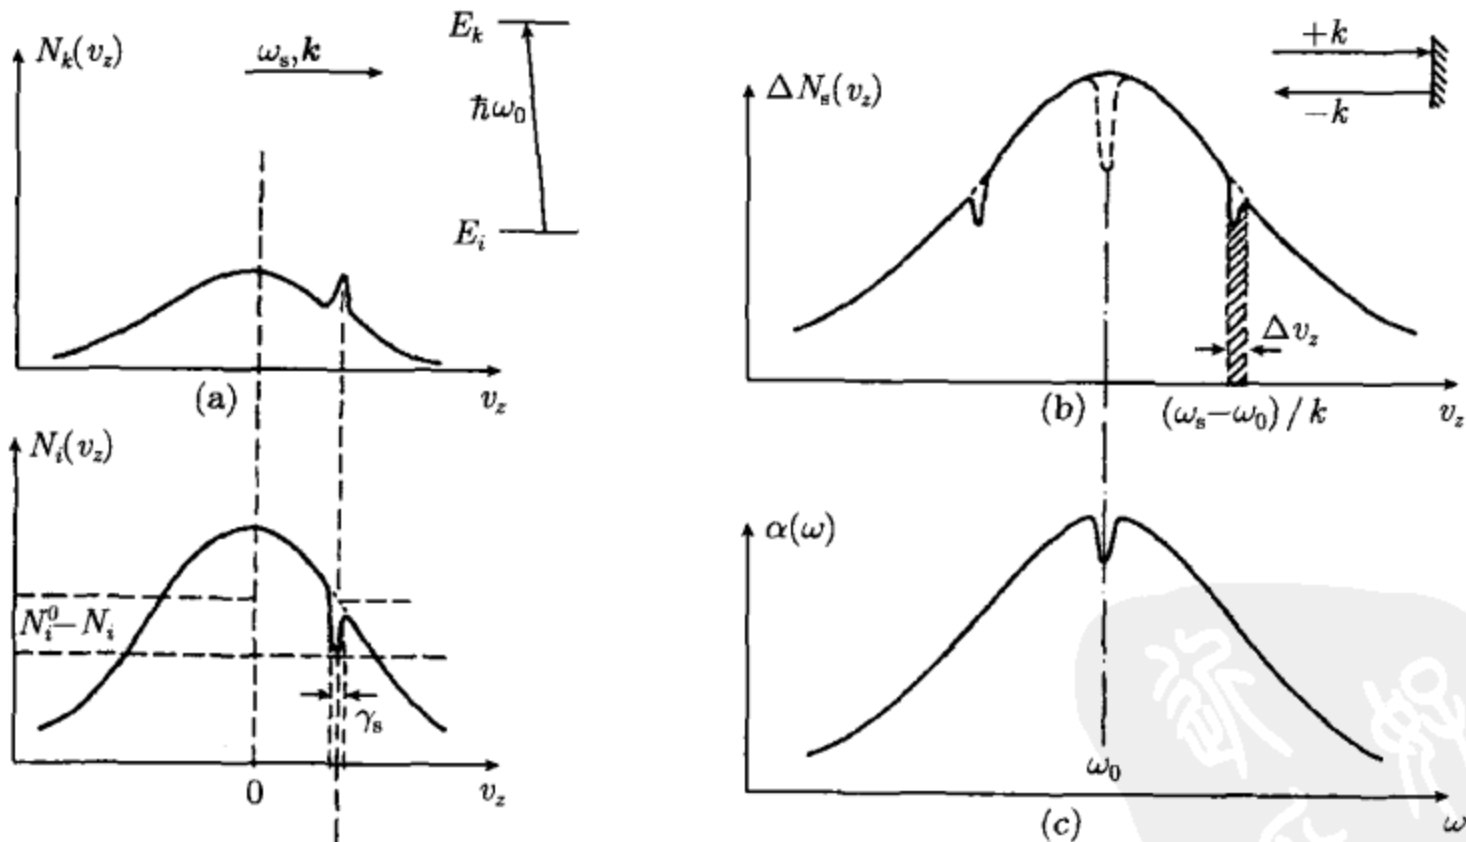 N_k(v_z)
ω_s, k
E_k
ħω_0
E_i
(a)
v_z
N_i(v_z)
N_i^0−N_i
γ_s
0
v_z
+k
−k
ΔN_s(v_z)
Δv_z
(b)
(ω_s−ω_0)/k
v_z
α(ω)
ω_0
(c)
ω